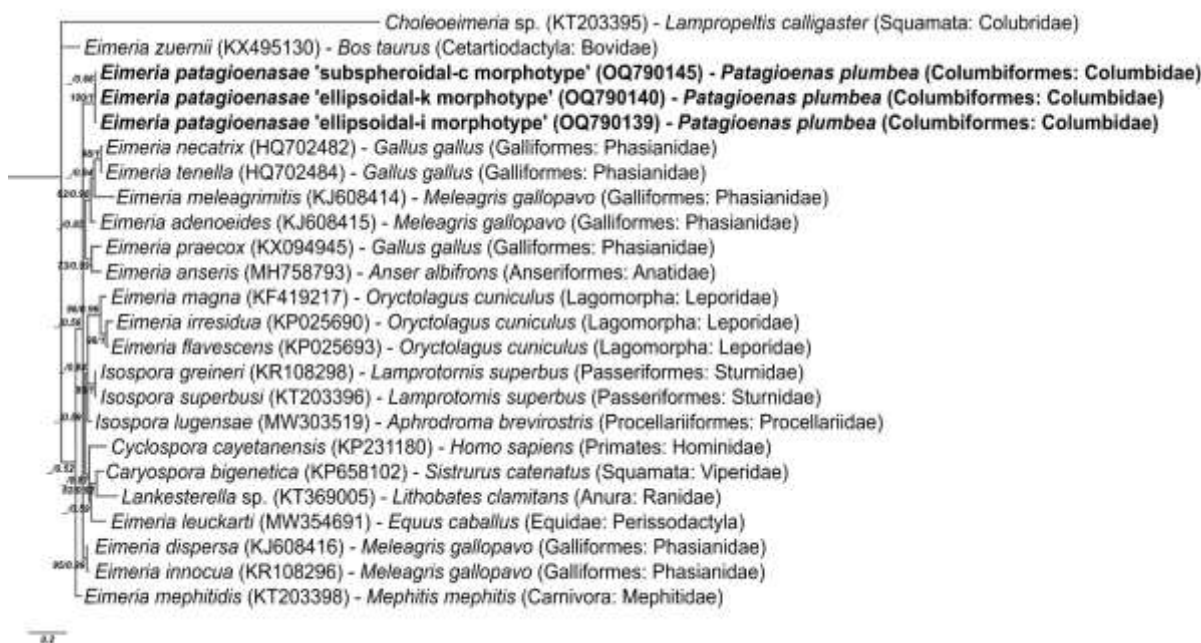 Choleoeimeria sp. (KT203395) - Lampropeltis calligaster (Squamata: Colubridae)
Eimeria zuernii (KX495130) - Bos taurus (Cetartiodactyla: Bovidae)
Eimeria patagioenasae 'subspheroidal-c morphotype' (OQ790145) - Patagioenas plumbea (Columbiformes: Columbidae)
Eimeria patagioenasae 'ellipsoidal-k morphotype' (OQ790140) - Patagioenas plumbea (Columbiformes: Columbidae)
Eimeria patagioenasae 'ellipsoidal-i morphotype' (OQ790139) - Patagioenas plumbea (Columbiformes: Columbidae)
Eimeria necatrix (HQ702482) - Gallus gallus (Galliformes: Phasianidae)
Eimeria tenella (HQ702484) - Gallus gallus (Galliformes: Phasianidae)
Eimeria meleagrimitis (KJ608414) - Meleagris gallopavo (Galliformes: Phasianidae)
Eimeria adenoeides (KJ608415) - Meleagris gallopavo (Galliformes: Phasianidae)
Eimeria praecox (KX094945) - Gallus gallus (Galliformes: Phasianidae)
Eimeria anseris (MH758793) - Anser albifrons (Anseriformes: Anatidae)
Eimeria magna (KF419217) - Oryctolagus cuniculus (Lagomorpha: Leporidae)
Eimeria irresidua (KP025690) - Oryctolagus cuniculus (Lagomorpha: Leporidae)
Eimeria flavescens (KP025693) - Oryctolagus cuniculus (Lagomorpha: Leporidae)
Isospora greineri (KR108298) - Lamprotornis superbus (Passeriformes: Sturnidae)
Isospora superbusi (KT203396) - Lamprotornis superbus (Passeriformes: Sturnidae)
Isospora lugensae (MW303519) - Aphrodroma brevirostris (Procellariiformes: Procellariidae)
Cyclospora cayetanensis (KP231180) - Homo sapiens (Primates: Hominidae)
Caryospora bigenetica (KP658102) - Sistrurus catenatus (Squamata: Viperidae)
Lankesterella sp. (KT369005) - Lithobates clamitans (Anura: Ranidae)
Eimeria leuckarti (MW354691) - Equus caballus (Equidae: Perissodactyla)
Eimeria dispersa (KJ608416) - Meleagris gallopavo (Galliformes: Phasianidae)
Eimeria innocua (KR108296) - Meleagris gallopavo (Galliformes: Phasianidae)
Eimeria mephitidis (KT203398) - Mephitis mephitis (Carnivora: Mephitidae)
0.2